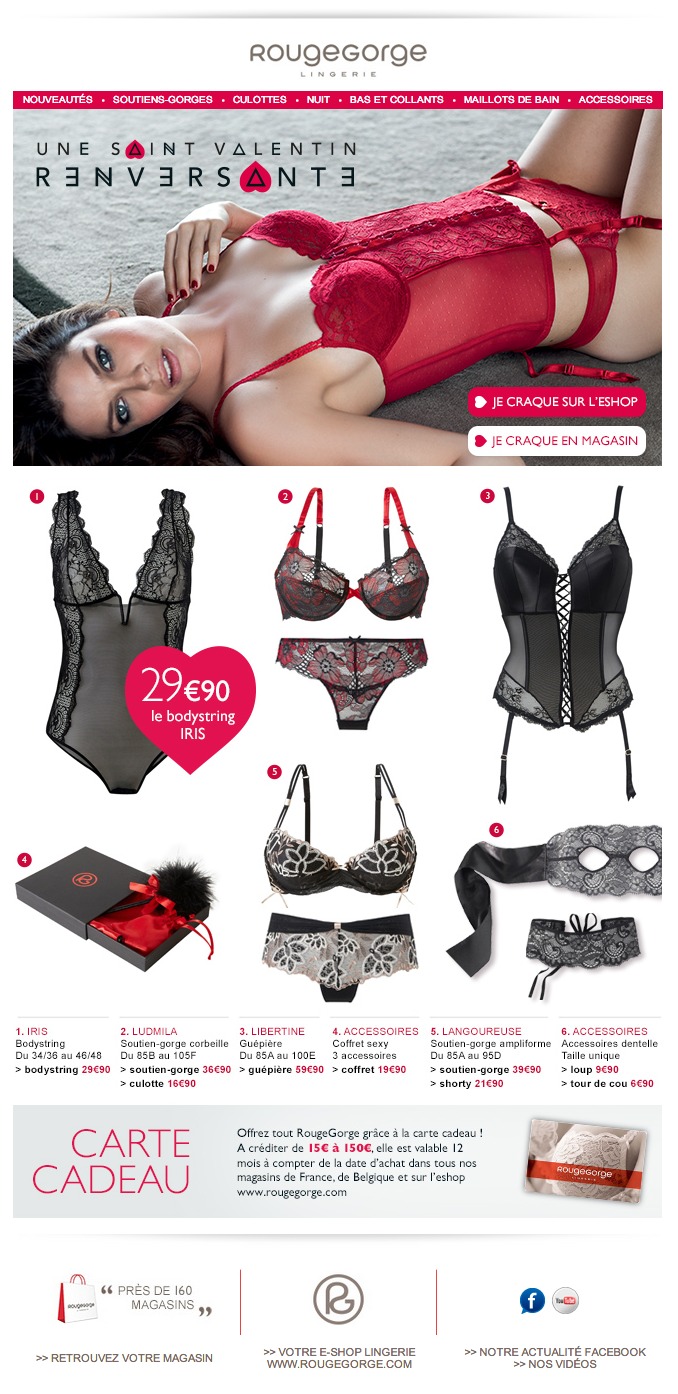 ROUGEGORGE
LINGERIE
NOUVEAUTÉS • SOUTIENS-GORGES • CULOTTES • NUIT • BAS ET COLLANTS • MAILLOTS DE BAIN • ACCESSOIRES
UNE SAINT VALENTIN
RENVERSANTE
JE CRAQUE SUR L'ESHOP
JE CRAQUE EN MAGASIN
1
2
3
29€90
le bodystring
IRIS
5
6
4
1. IRIS
Bodystring
Du 34/36 au 46/48
> bodystring 29€90
2. LUDMILA
Soutien-gorge corbeille
Du 85B au 105F
> soutien-gorge 36€90
> culotte 16€90
3. LIBERTINE
Guépière
Du 85A au 100E
> guépière 59€90
4. ACCESSOIRES
Coffret sexy
3 accessoires
> coffret 19€90
5. LANGOUREUSE
Soutien-gorge ampliforme
Du 85A au 95D
> soutien-gorge 39€90
> shorty 21€90
6. ACCESSOIRES
Accessoires dentelle
Taille unique
> loup 9€90
> tour de cou 6€90
CARTE
CADEAU
Offrez tout RougeGorge grâce à la carte cadeau !
A créditer de 15€ à 150€, elle est valable 12
mois à compter de la date d'achat dans tous nos
magasins de France, de Belgique et sur l'eshop
www.rougegorge.com
ROUGEGORGE
LINGERIE
ROUGEGORGE
“ PRÈS DE 160
MAGASINS „
>> RETROUVEZ VOTRE MAGASIN
RG
>> VOTRE E-SHOP LINGERIE
WWW.ROUGEGORGE.COM
f
You Tube
>> NOTRE ACTUALITÉ FACEBOOK
>> NOS VIDÉOS